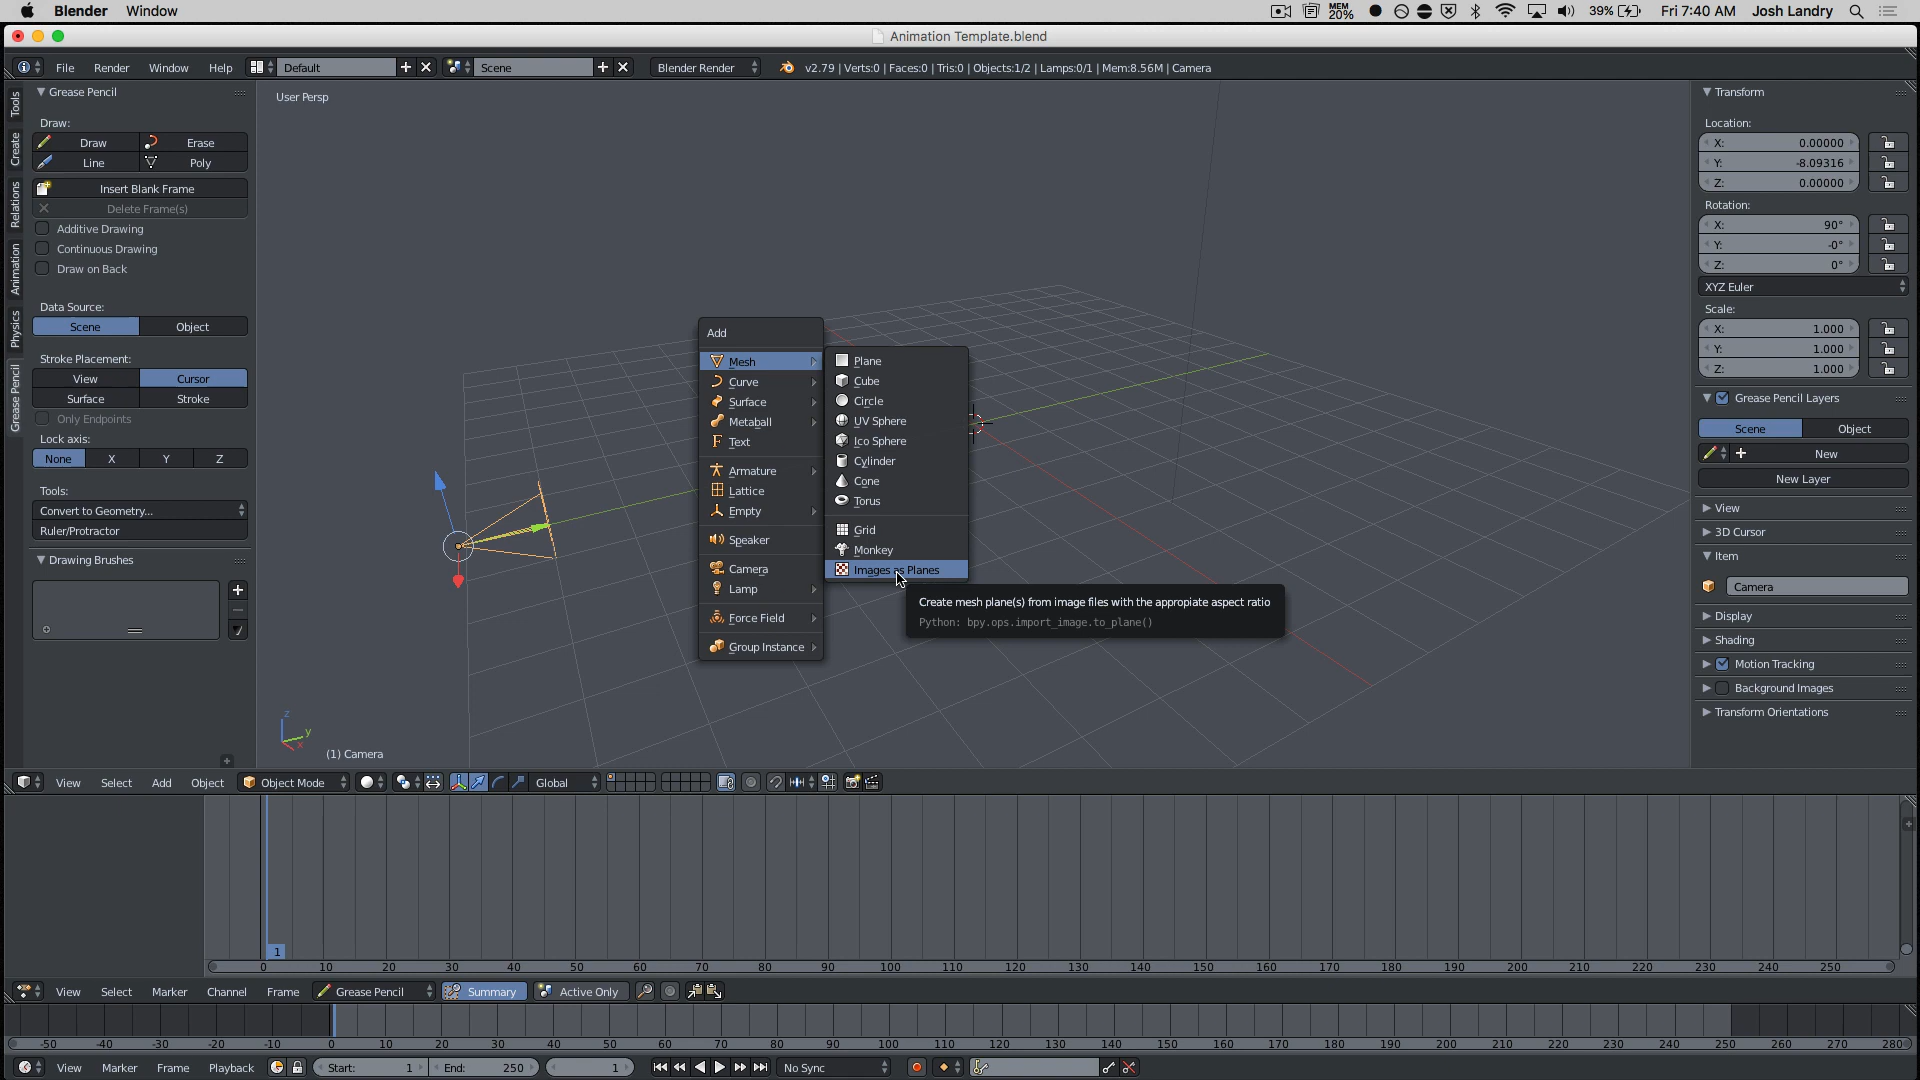 Blender Window
MEM 20% 39% Fri 7:40 AM Josh Landry
Animation Template.blend
File Render Window Help Default Scene Blender Render v2.79 | Verts:0 | Faces:0 | Tris:0 | Objects:1/2 | Lamps:0/1 | Mem:8.56M | Camera
Tools
Create
Relations
Animation
Physics
Grease Pencil
Grease Pencil
Draw:
Draw Erase
Line Poly
Insert Blank Frame
Delete Frame(s)
Additive Drawing
Continuous Drawing
Draw on Back
Data Source:
Scene Object
Stroke Placement:
View Cursor
Surface Stroke
Only Endpoints
Lock axis:
None X Y Z
Tools:
Convert to Geometry...
Ruler/Protractor
Drawing Brushes
User Persp
Add
Mesh
Curve
Surface
Metaball
Text
Armature
Lattice
Empty
Speaker
Camera
Lamp
Force Field
Group Instance
Plane
Cube
Circle
UV Sphere
Ico Sphere
Cylinder
Cone
Torus
Grid
Monkey
Images as Planes
Create mesh plane(s) from image files with the appropiate aspect ratio
Python: bpy.ops.import_image.to_plane()
z
y
x
(1) Camera
Transform
Location:
X: 0.00000
Y: -8.09316
Z: 0.00000
Rotation:
X: 90°
Y: -0°
Z: 0°
XYZ Euler
Scale:
X: 1.000
Y: 1.000
Z: 1.000
Grease Pencil Layers
Scene Object
New
New Layer
View
3D Cursor
Item
Camera
Display
Shading
Motion Tracking
Background Images
Transform Orientations
View Select Add Object Object Mode Global
1
0 10 20 30 40 50 60 70 80 90 100 110 120 130 140 150 160 170 180 190 200 210 220 230 240 250
View Select Marker Channel Frame Grease Pencil Summary Active Only
-50 -40 -30 -20 -10 0 10 20 30 40 50 60 70 80 90 100 110 120 130 140 150 160 170 180 190 200 210 220 230 240 250 260 270 280
View Marker Frame Playback Start: 1 End: 250 1 No Sync